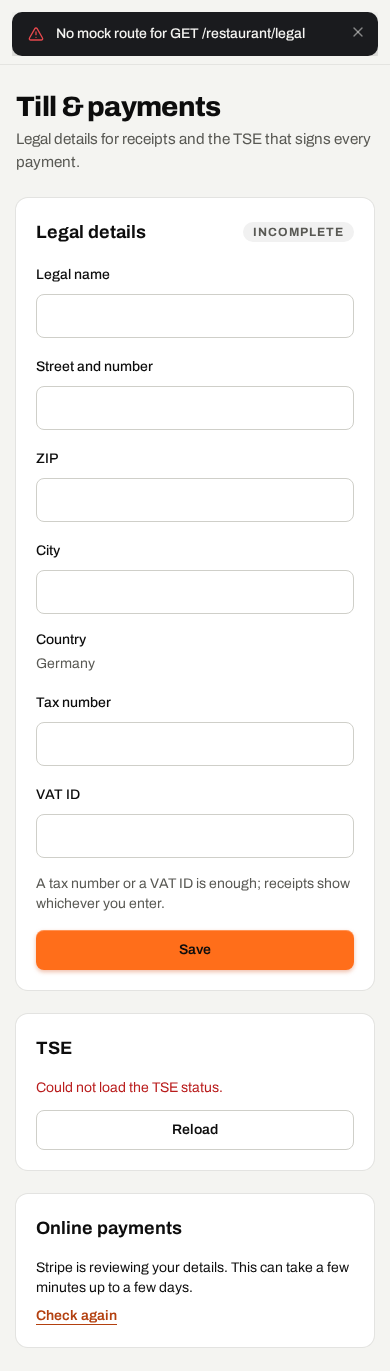 No mock route for GET /restaurant/legal
Till & payments
Legal details for receipts and the TSE that signs every
payment.
Legal details
INCOMPLETE
Legal name
Street and number
ZIP
City
Country
Germany
Tax number
VAT ID
A tax number or a VAT ID is enough; receipts show
whichever you enter.
Save
TSE
Could not load the TSE status.
Reload
Online payments
Stripe is reviewing your details. This can take a few
minutes up to a few days.
Check again